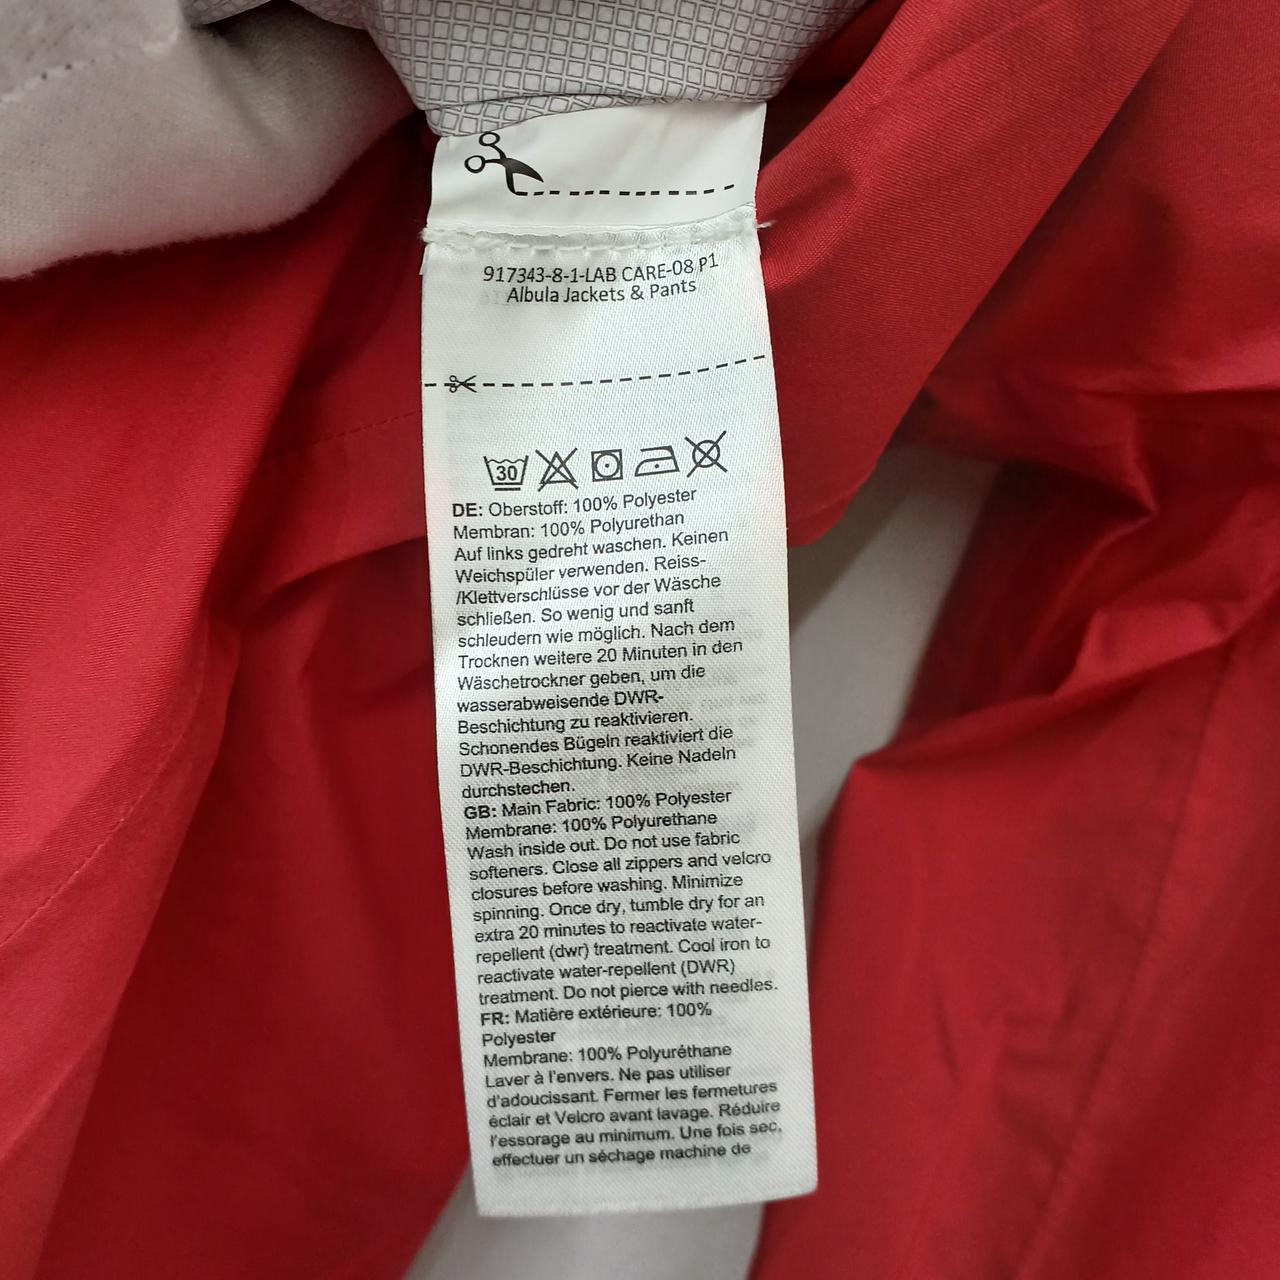 917343-8-1-LAB CARE-08 P1
Albula Jackets & Pants
30
DE: Oberstoff: 100% Polyester
Membran: 100% Polyurethan
Auf links gedreht waschen. Keinen
Weichspüler verwenden. Reiss-
/Klettverschlüsse vor der Wäsche
schließen. So wenig und sanft
schleudern wie möglich. Nach dem
Trocknen weitere 20 Minuten in den
Wäschetrockner geben, um die
wasserabweisende DWR-
Beschichtung zu reaktivieren.
Schonendes Bügeln reaktiviert die
DWR-Beschichtung. Keine Nadeln
durchstechen.
GB: Main Fabric: 100% Polyester
Membrane: 100% Polyurethane
Wash inside out. Do not use fabric
softeners. Close all zippers and velcro
closures before washing. Minimize
spinning. Once dry, tumble dry for an
extra 20 minutes to reactivate water-
repellent (dwr) treatment. Cool iron to
reactivate water-repellent (DWR)
treatment. Do not pierce with needles.
FR: Matière extérieure: 100%
Polyester
Membrane: 100% Polyuréthane
Laver à l'envers. Ne pas utiliser
d'adoucissant. Fermer les fermetures
éclair et Velcro avant lavage. Réduire
l'essorage au minimum. Une fois sec,
effectuer un séchage machine de